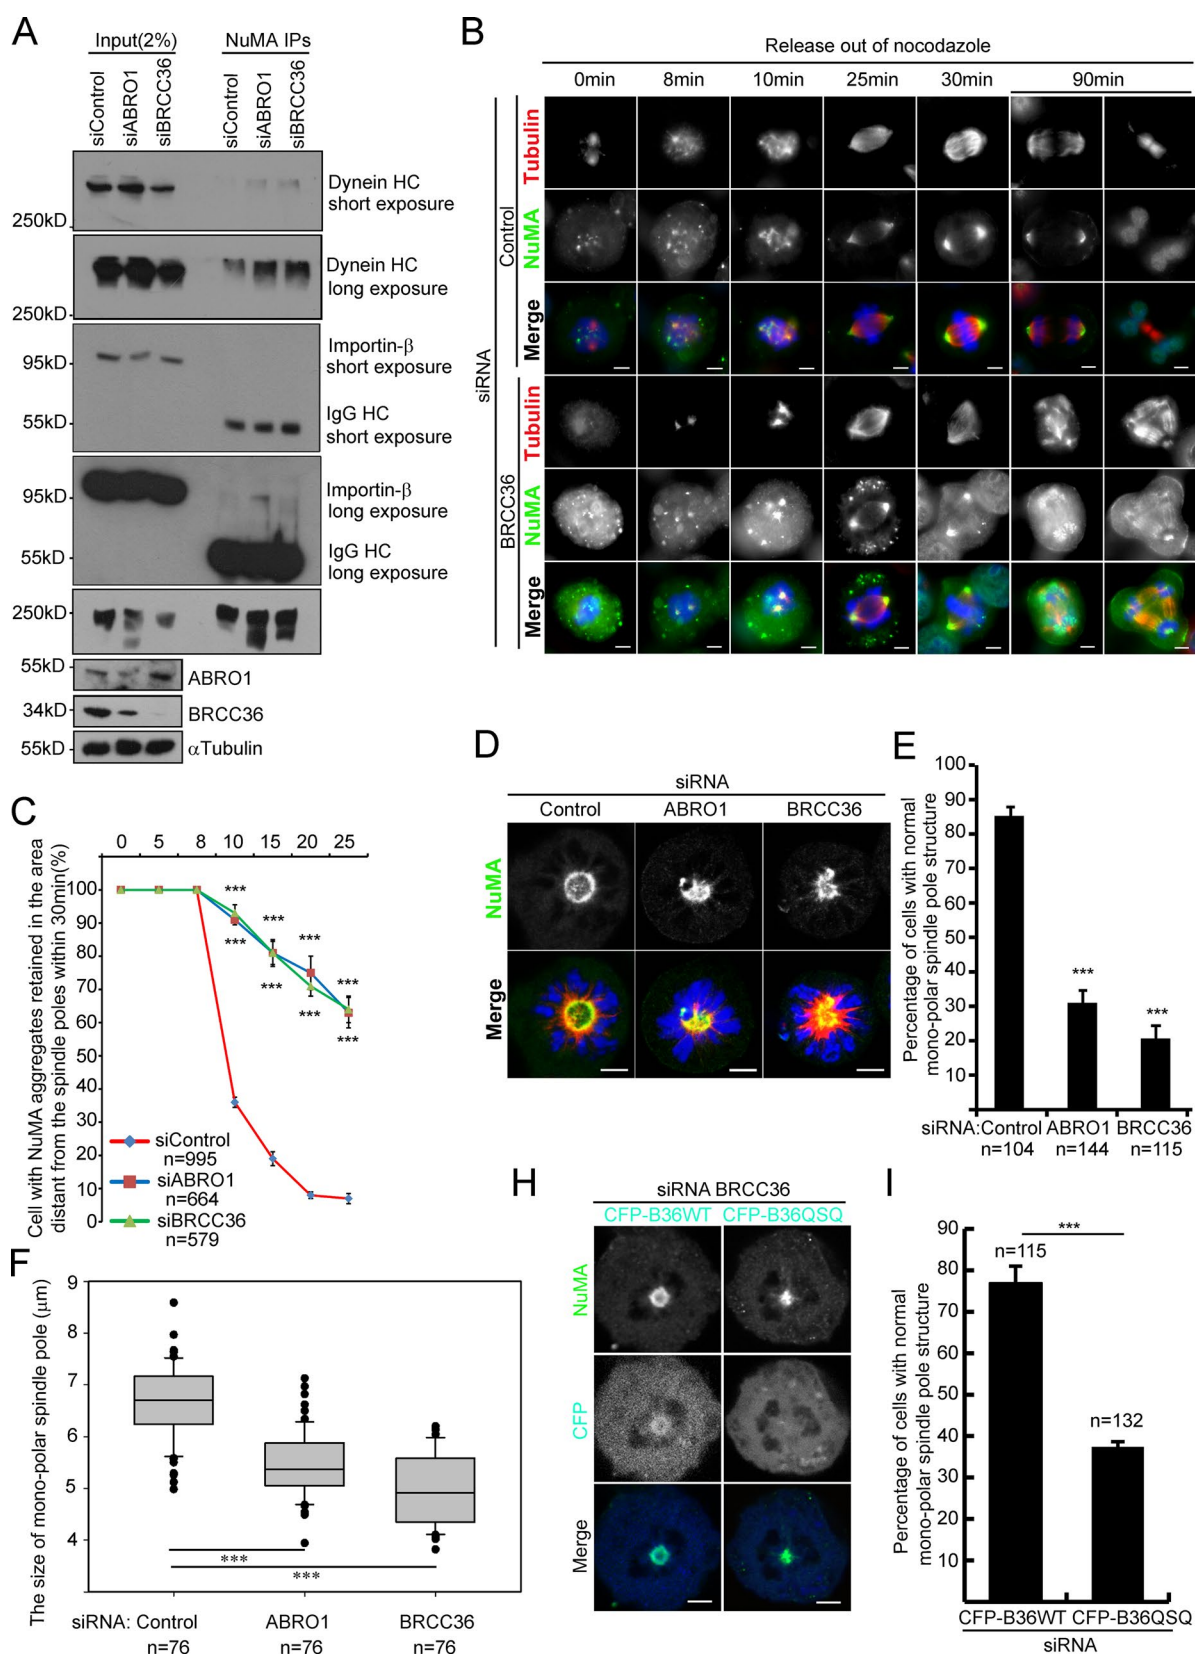 A
Input(2%)
NuMA IPs
siControl
siABRO1
siBRCC36
siControl
siABRO1
siBRCC36
Dynein HC
short exposure
250kD
Dynein HC
long exposure
250kD
Importin-β
short exposure
95kD
IgG HC
short exposure
55kD
Importin-β
long exposure
95kD
IgG HC
long exposure
55kD
250kD
55kD
ABRO1
34kD
BRCC36
55kD
αTubulin
B
Release out of nocodazole
0min
8min
10min
25min
30min
90min
siRNA
Control
Tubulin
NuMA
Merge
BRCC36
Tubulin
NuMA
Merge
C
0 5 8 10 15 20 25
Cell with NuMA aggregates retained in the area
distant from the spindle poles within 30min(%)
100
90
80
70
60
50
40
30
20
10
0
***
***
***
***
***
***
***
***
siControl
n=995
siABRO1
n=664
siBRCC36
n=579
D
siRNA
Control
ABRO1
BRCC36
NuMA
Merge
E
Percentage of cells with normal
mono-polar spindle pole structure
100
90
80
70
60
50
40
30
20
10
***
***
siRNA:Control ABRO1 BRCC36
n=104 n=144 n=115
F
The size of mono-polar spindle pole (μm)
9
8
7
6
5
4
***
***
siRNA: Control ABRO1 BRCC36
n=76 n=76 n=76
H
siRNA BRCC36
CFP-B36WT CFP-B36QSQ
NuMA
CFP
Merge
I
Percentage of cells with normal
mono-polar spindle pole structure
90
80
70
60
50
40
30
20
10
***
n=115
n=132
CFP-B36WT CFP-B36QSQ
siRNA